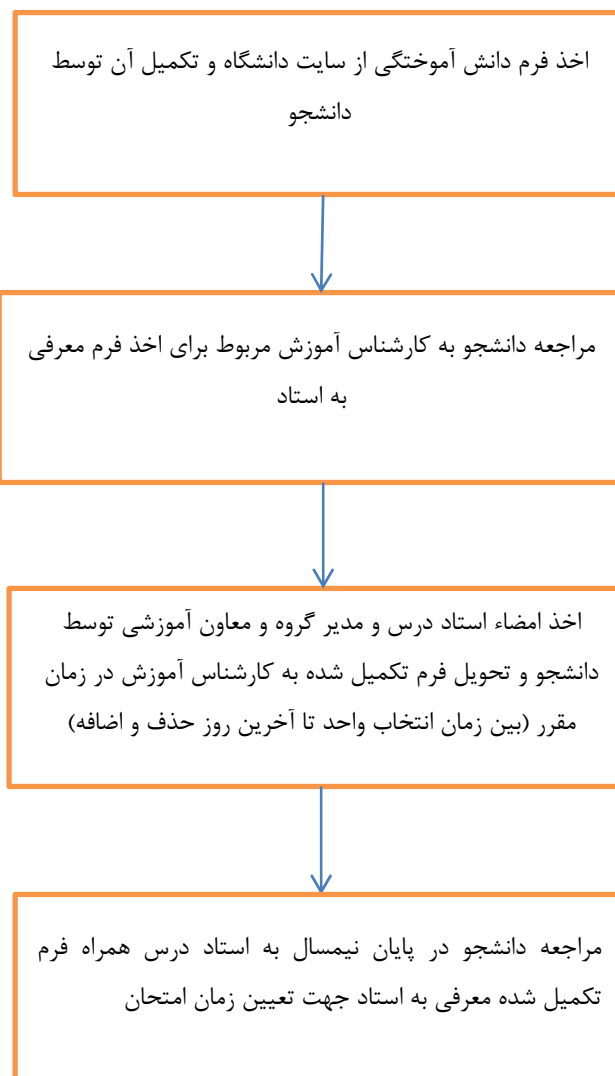 اخذ فرم دانش آموختگی از سایت دانشگاه و تکمیل آن توسط
دانشجو
مراجعه دانشجو به کارشناس آموزش مربوط برای اخذ فرم معرفی
به استاد
اخذ امضاء استاد درس و مدیر گروه و معاون آموزشی توسط
دانشجو و تحویل فرم تکمیل شده به کارشناس آموزش در زمان
مقرر (بین زمان انتخاب واحد تا آخرین روز حذف و اضافه)
مراجعه دانشجو در پایان نیمسال به استاد درس همراه فرم
تکمیل شده معرفی به استاد جهت تعیین زمان امتحان